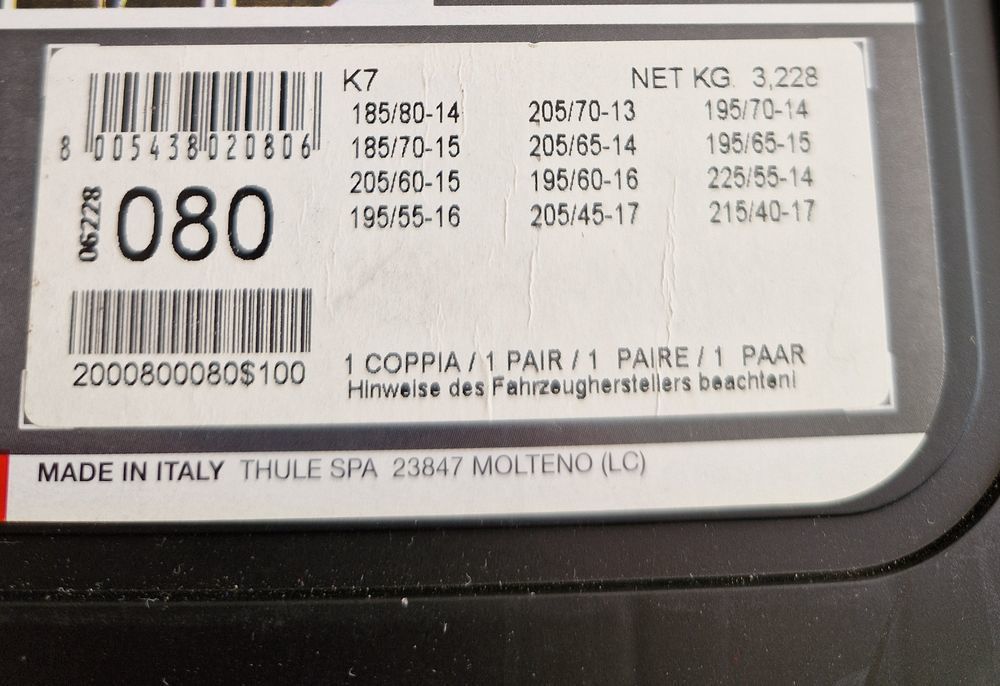 K7 NET KG 3,228
185/80-14 205/70-13 195/70-14
185/70-15 205/65-14 195/65-15
205/60-15 195/60-16 225/55-14
195/55-16 205/45-17 215/40-17
8 005438 020806
06228 080
2000800080$100
1 COPPIA / 1 PAIR / 1 PAIRE / 1 PAAR
Hinweise des Fahrzeugherstellers beachten!
MADE IN ITALY THULE SPA 23847 MOLTENO (LC)